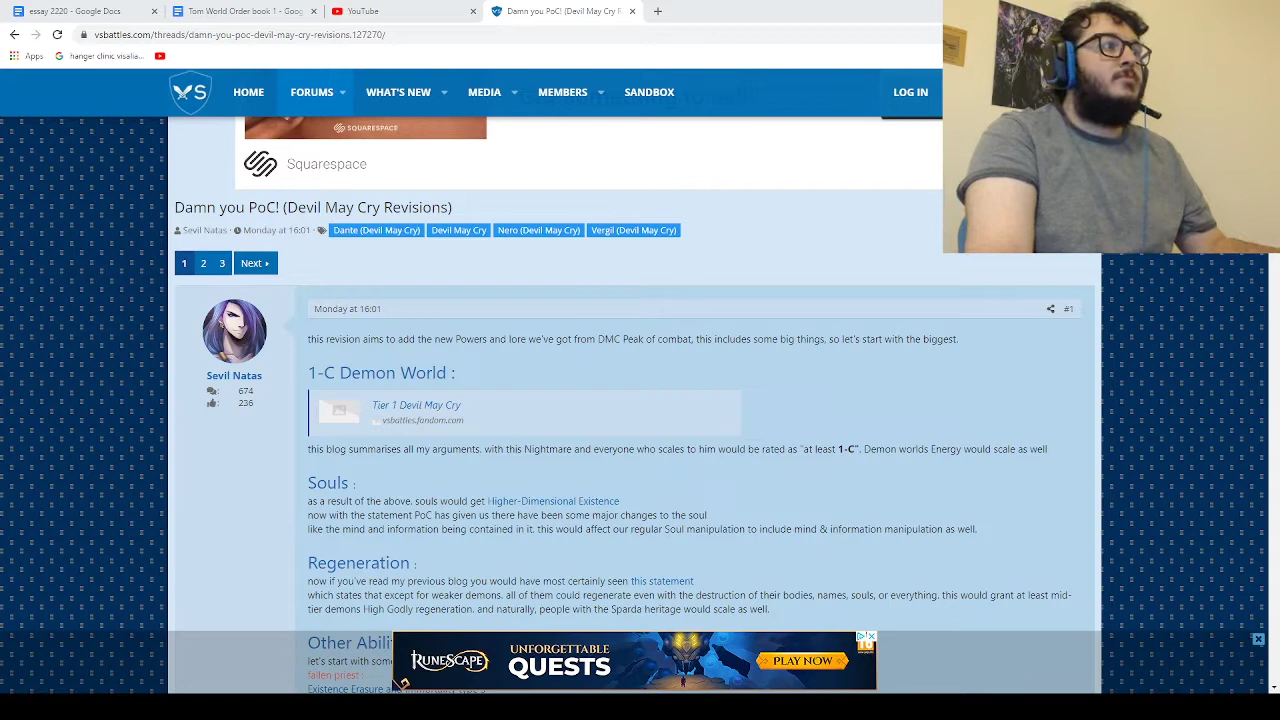 essay 2220 - Google Docs
Tom World Order book 1 - Goog
YouTube
Damn you PoC! (Devil May Cry R
vsbattles.com/threads/damn-you-poc-devil-may-cry-revisions.127270/
Apps
hanger clinic visalia...
VS
HOME
FORUMS
WHAT'S NEW
MEDIA
MEMBERS
SANDBOX
LOG IN
SQUARESPACE
Squarespace
Damn you PoC! (Devil May Cry Revisions)
Sevil Natas Monday at 16:01 Dante (Devil May Cry) Devil May Cry Nero (Devil May Cry) Vergil (Devil May Cry)
1 2 3 Next
Monday at 16:01 #1
Sevil Natas
674
236
this revision aims to add the new Powers and lore we've got from DMC Peak of combat, this includes some big things, so let's start with the biggest.
1-C Demon World :
Tier 1 Devil May Cry
vsbattles.fandom.com
this blog summarises all my arguments. with this Nightmare and everyone who scales to him would be rated as "at least 1-C". Demon worlds Energy would scale as well
Souls :
as a result of the above, souls would get Higher-Dimensional Existence
now with the statement PoC has given us there have been some major changes to the soul
like the mind and information being contained in it. this would affect our regular Soul manipulation to include mind & information manipulation as well.
Regeneration :
now if you've read my previous blog you would have most certainly seen this statement
which states that except for weaker demons, all of them could regenerate even with the destruction of their bodies, names, souls, or everything. this would grant at least mid-
tier demons High Godly regeneration. and naturally, people with the Sparda heritage would scale as well.
Other Abili
let's start with som
fallen priest :
Existence Erasure a
RUNESCAPE
UNFORGETTABLE
QUESTS
PLAY NOW